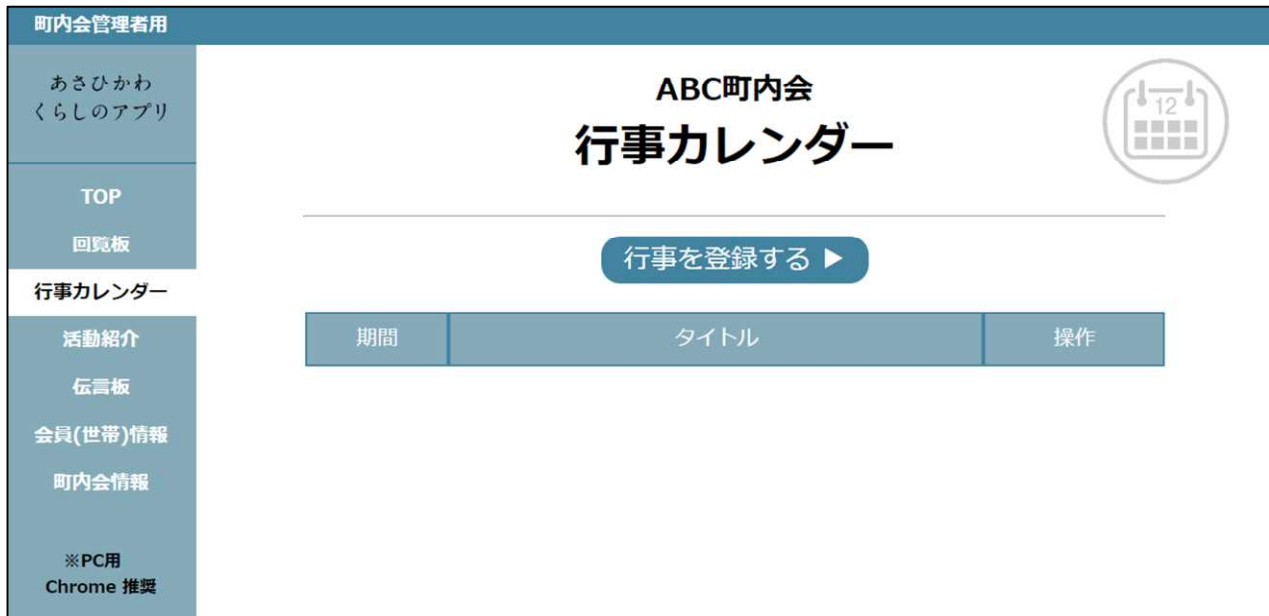 町内会管理者用
あさひかわ
くらしのアプリ
TOP
回覧板
行事カレンダー
活動紹介
伝言板
会員(世帯)情報
町内会情報
※PC用
Chrome 推奨
ABC町内会
行事カレンダー
12
行事を登録する ▶
期間 タイトル 操作